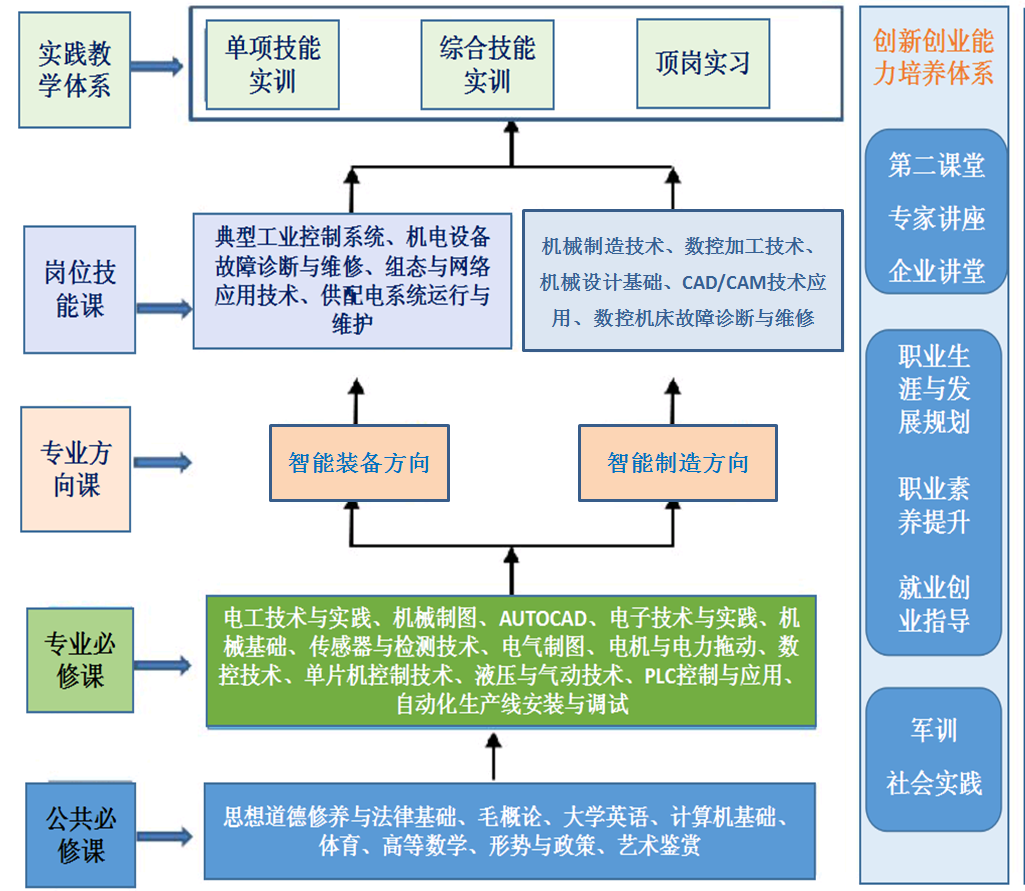 实践教
学体系
单项技能
实训
综合技能
实训
顶岗实习
岗位技
能课
典型工业控制系统、机电设备
故障诊断与维修、组态与网络
应用技术、供配电系统运行与
维护
机械制造技术、数控加工技术、
机械设计基础、CAD/CAM技术应
用、数控机床故障诊断与维修
专业方
向课
智能装备方向
智能制造方向
专业必
修课
电工技术与实践、机械制图、AUTOCAD、电子技术与实践、机
械基础、传感器与检测技术、电气制图、电机与电力拖动、数
控技术、单片机控制技术、液压与气动技术、PLC控制与应用、
自动化生产线安装与调试
公共必
修课
思想道德修养与法律基础、毛概论、大学英语、计算机基础、
体育、高等数学、形势与政策、艺术鉴赏
创新创业能
力培养体系
第二课堂
专家讲座
企业讲堂
职业生
涯与发
展规划
职业素
养提升
就业创
业指导
军训
社会实践